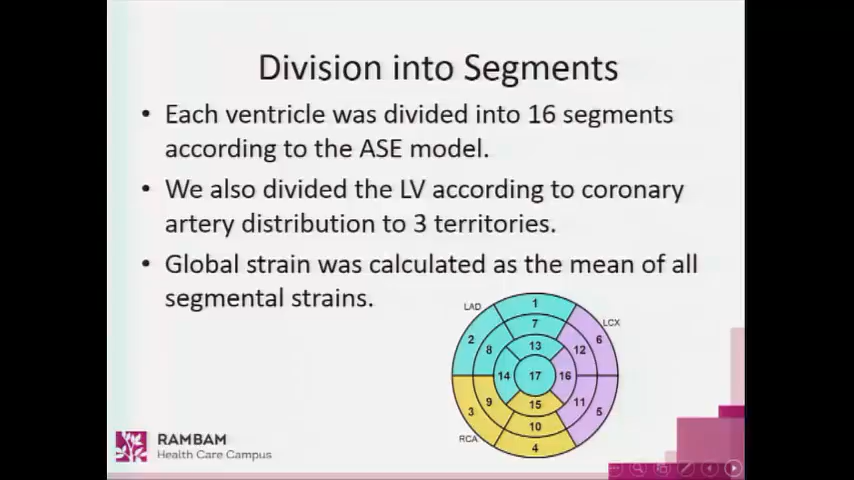 Division into Segments
• Each ventricle was divided into 16 segments
according to the ASE model.
• We also divided the LV according to coronary
artery distribution to 3 territories.
• Global strain was calculated as the mean of all
segmental strains.
LAD
1
LCX
7
2
6
8
13
12
14
17
16
3
9
15
11
5
10
RCA
4
RAMBAM
Health Care Campus